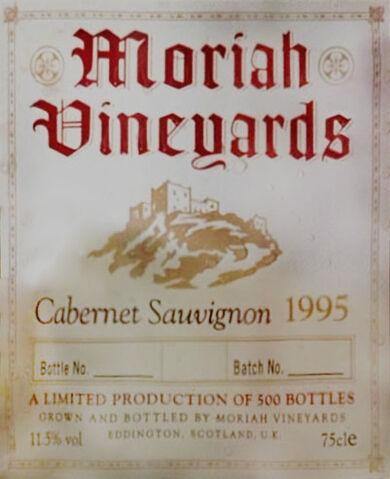 Moriah
Vineyards
Cabernet Sauvignon 1995
Bottle No. ________ Batch No. ________
A LIMITED PRODUCTION OF 500 BOTTLES
GROWN AND BOTTLED BY MORIAH VINEYARDS
EDDINGTON, SCOTLAND, U.K.
11.5% vol 75cle